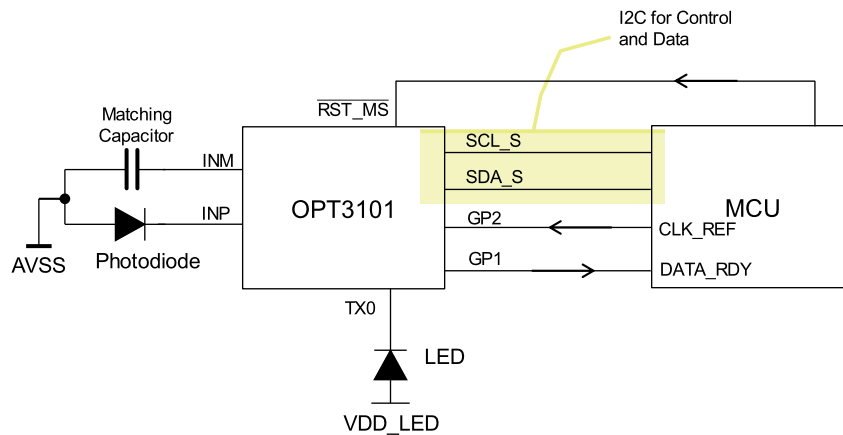 I2C for Control
and Data
RST_MS
Matching
Capacitor
SCL_S
INM
SDA_S
OPT3101
MCU
INP
GP2
CLK_REF
AVSS
Photodiode
GP1
DATA_RDY
TX0
LED
VDD_LED